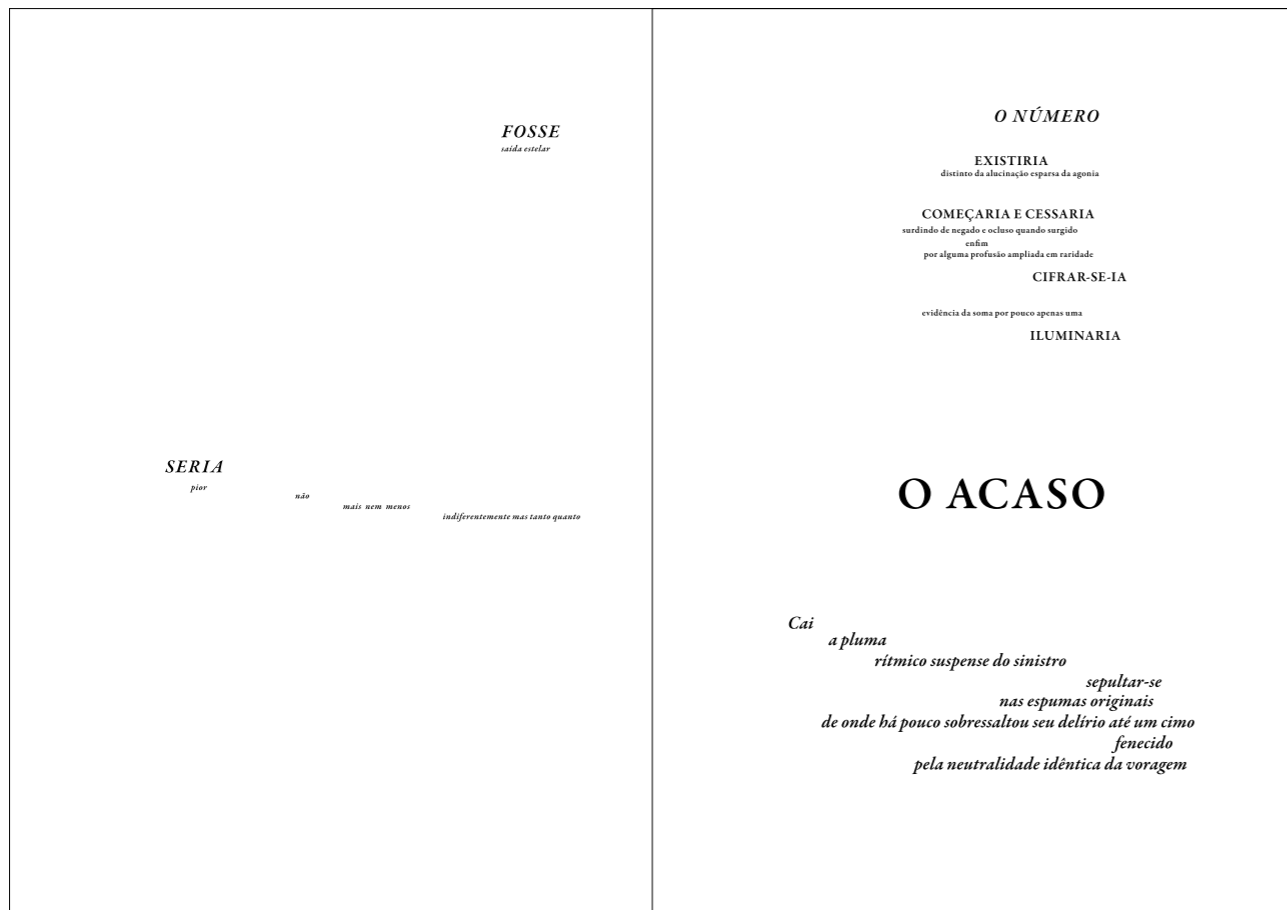 FOSSE
saída estelar
SERIA
pior
não
mais nem menos
indiferentemente mas tanto quanto
O NÚMERO
EXISTIRIA
distinto da alucinação esparsa da agonia
COMEÇARIA E CESSARIA
surdindo de negado e ocluso quando surgido
enfim
por alguma profusão ampliada em raridade
CIFRAR-SE-IA
evidência da soma por pouco apenas uma
ILUMINARIA
O ACASO
Cai
a pluma
rítmico suspense do sinistro
sepultar-se
nas espumas originais
de onde há pouco sobressaltou seu delírio até um cimo
fenecido
pela neutralidade idêntica da voragem